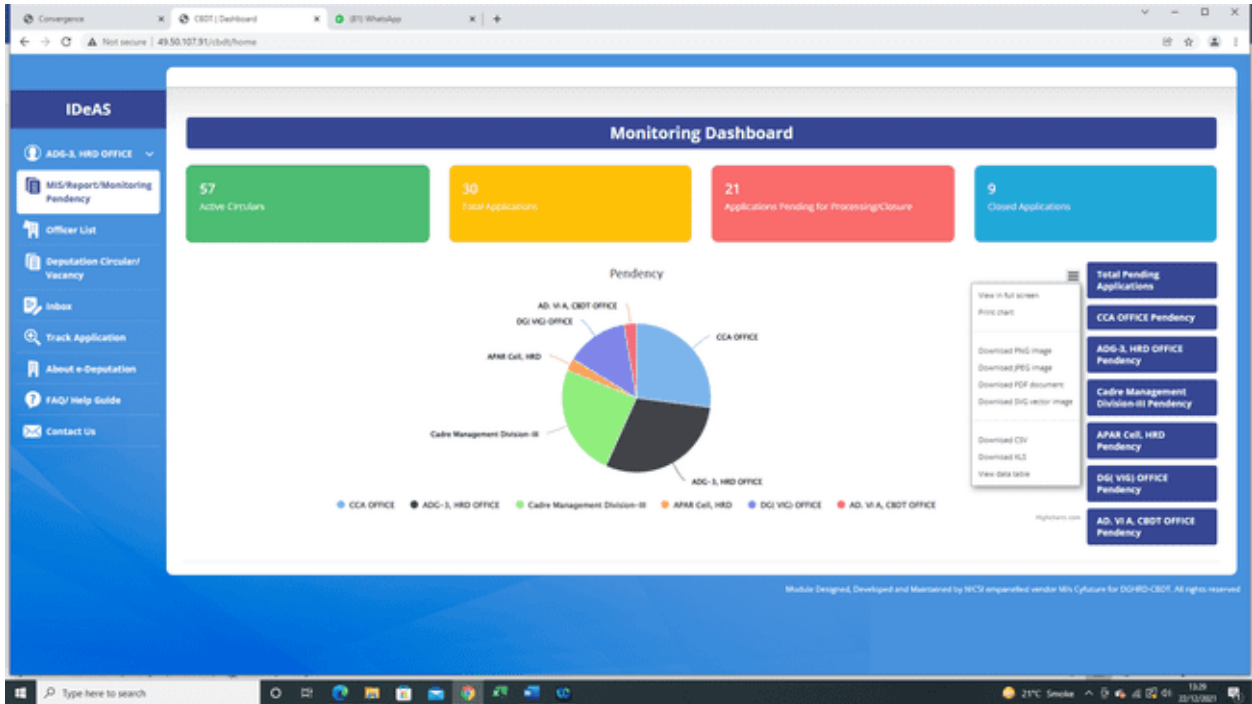 Convergence
CBDT | Dashboard
(81) WhatsApp
Not secure | 49.50.107.91/cbdt/home
IDeAS
ADG-3, HRD OFFICE
MIS/Report/Monitoring
Pendency
Officer List
Deputation Circular/
Vacancy
Inbox
Track Application
About e-Deputation
FAQ/ Help Guide
Contact Us
Monitoring Dashboard
57
Active Circulars
30
Total Applications
21
Applications Pending for Processing/Closure
9
Closed Applications
Pendency
AD. VI A, CBDT OFFICE
DG( VIG) OFFICE
APAR Cell, HRD
CCA OFFICE
Cadre Management Division-III
ADG- 3, HRD OFFICE
CCA OFFICE
ADG- 3, HRD OFFICE
Cadre Management Division-III
APAR Cell, HRD
DG( VIG) OFFICE
AD. VI A, CBDT OFFICE
View in full screen
Print chart
Download PNG image
Download JPEG image
Download PDF document
Download SVG vector image
Download CSV
Download XLS
View data table
Highcharts.com
Total Pending
Applications
CCA OFFICE Pendency
ADG-3, HRD OFFICE
Pendency
Cadre Management
Division-III Pendency
APAR Cell, HRD
Pendency
DG( VIG) OFFICE
Pendency
AD. VI A, CBDT OFFICE
Pendency
Module Designed, Developed and Maintained by NICSI empanelled vendor M/s Cyfuture for DGHRD-CBDT. All rights reserved
Type here to search
21°C Smoke
13:29
22/12/2021